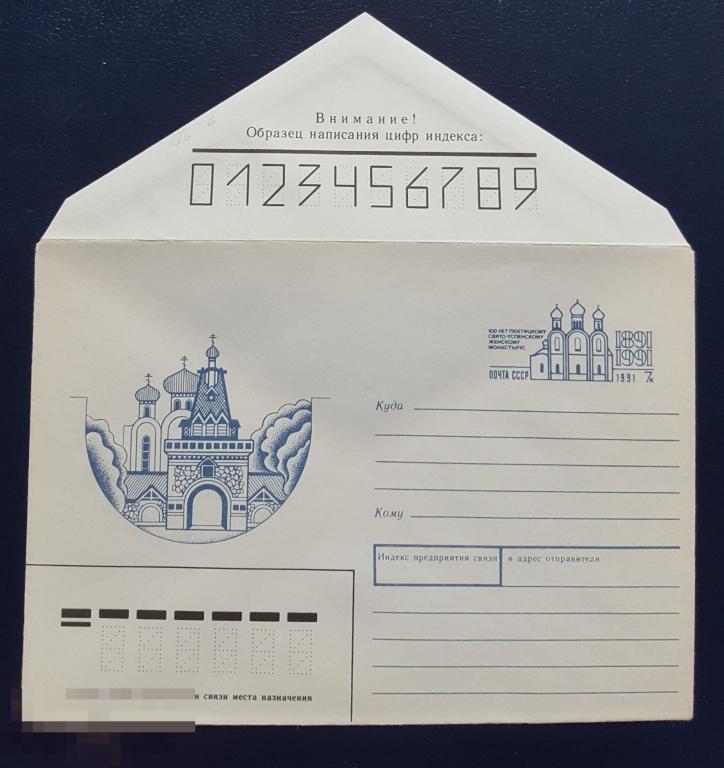 Внимание!
Образец написания цифр индекса:
0123456789
100 ЛЕТ ПЮХТИЦКОМУ
СВЯТО-УСПЕНСКОМУ
ЖЕНСКОМУ
МОНАСТЫРЮ
1891
1991
ПОЧТА СССР
1991 7к
Куда
Кому
Индекс предприятия связи и адрес отправителя
связи места назначения